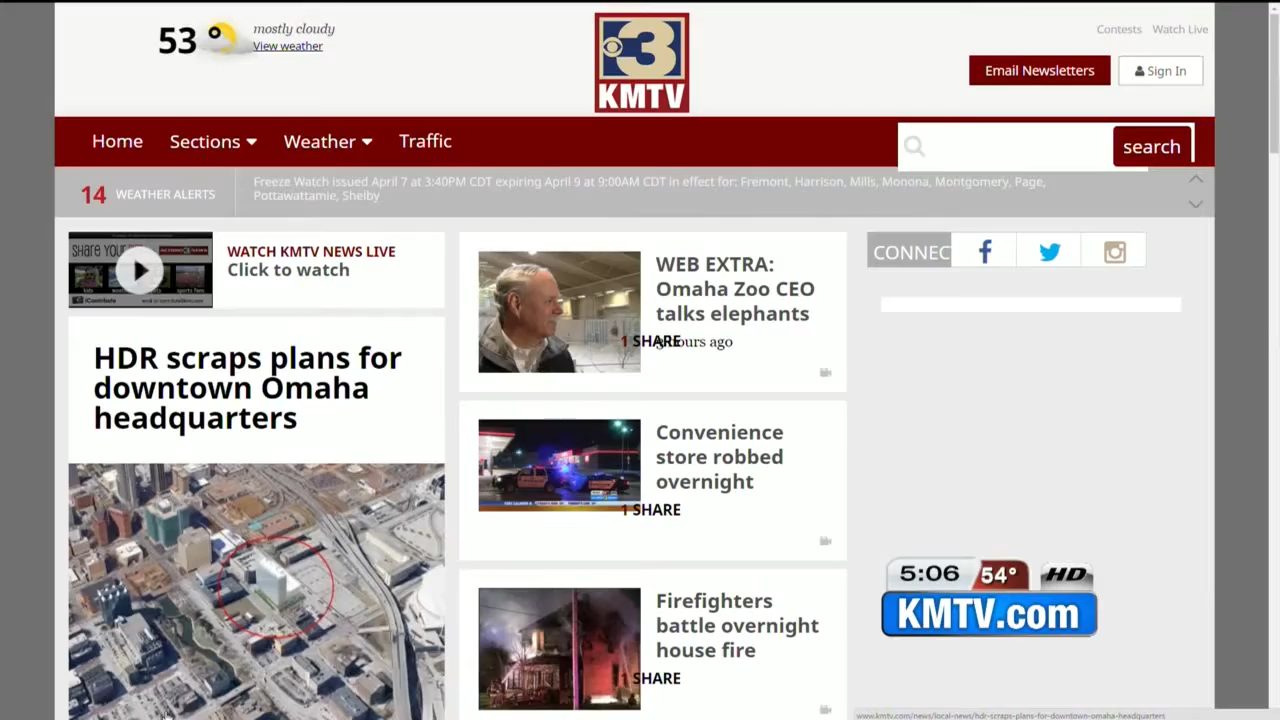 53
mostly cloudy
View weather
3
KMTV
Contests Watch Live
Email Newsletters
Sign In
Home Sections Weather Traffic
search
14 WEATHER ALERTS
Freeze Watch issued April 7 at 3:40PM CDT expiring April 9 at 9:00AM CDT in effect for: Fremont, Harrison, Mills, Monona, Montgomery, Page,
Pottawattamie, Shelby
SHARE YOUR
WATCH KMTV NEWS LIVE
Click to watch
HDR scraps plans for
downtown Omaha
headquarters
WEB EXTRA:
Omaha Zoo CEO
talks elephants
1 SHARE
hours ago
Convenience
store robbed
overnight
1 SHARE
Firefighters
battle overnight
house fire
SHARE
CONNEC
5:06 54° HD
KMTV.com
www.kmtv.com/news/local-news/hdr-scraps-plans-for-downtown-omaha-headquarters